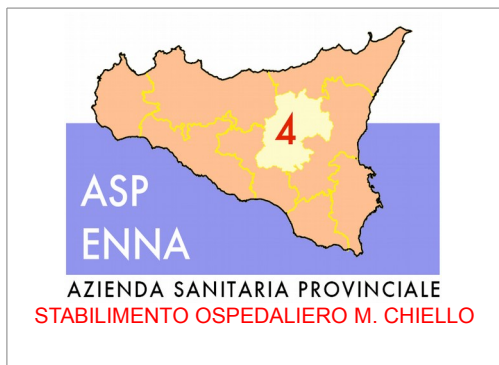 4
ASP
ENNA
AZIENDA SANITARIA PROVINCIALE
STABILIMENTO OSPEDALIERO M. CHIELLO